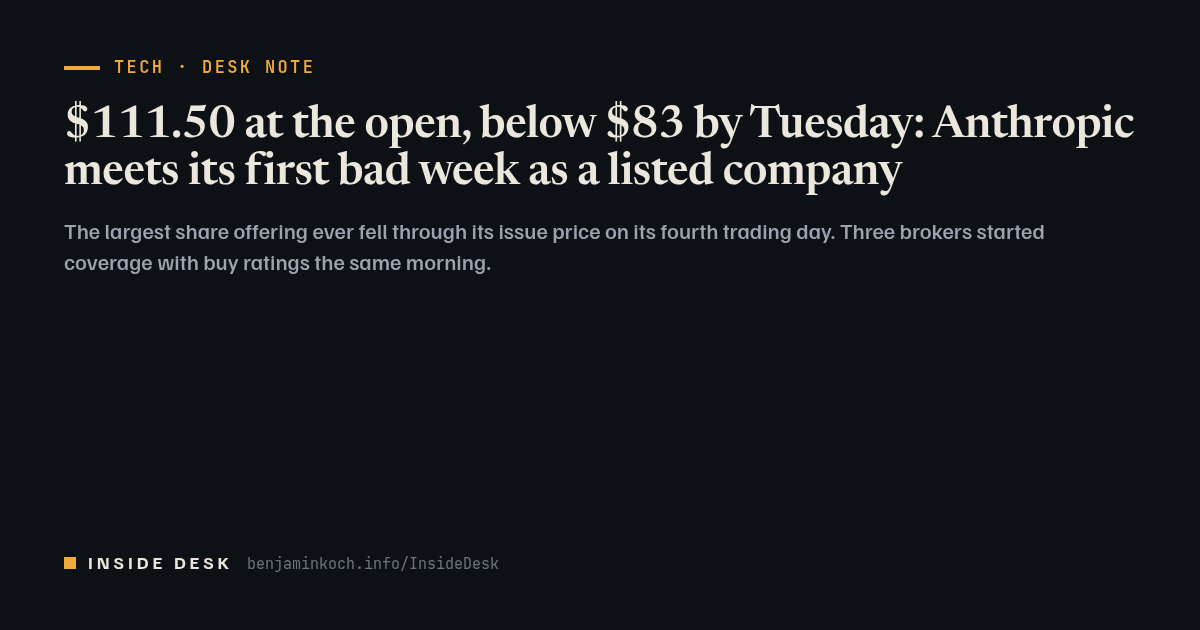 TECH · DESK NOTE
$111.50 at the open, below $83 by Tuesday: Anthropic
meets its first bad week as a listed company
The largest share offering ever fell through its issue price on its fourth trading day. Three brokers started
coverage with buy ratings the same morning.
INSIDE DESK benjaminkoch.info/InsideDesk